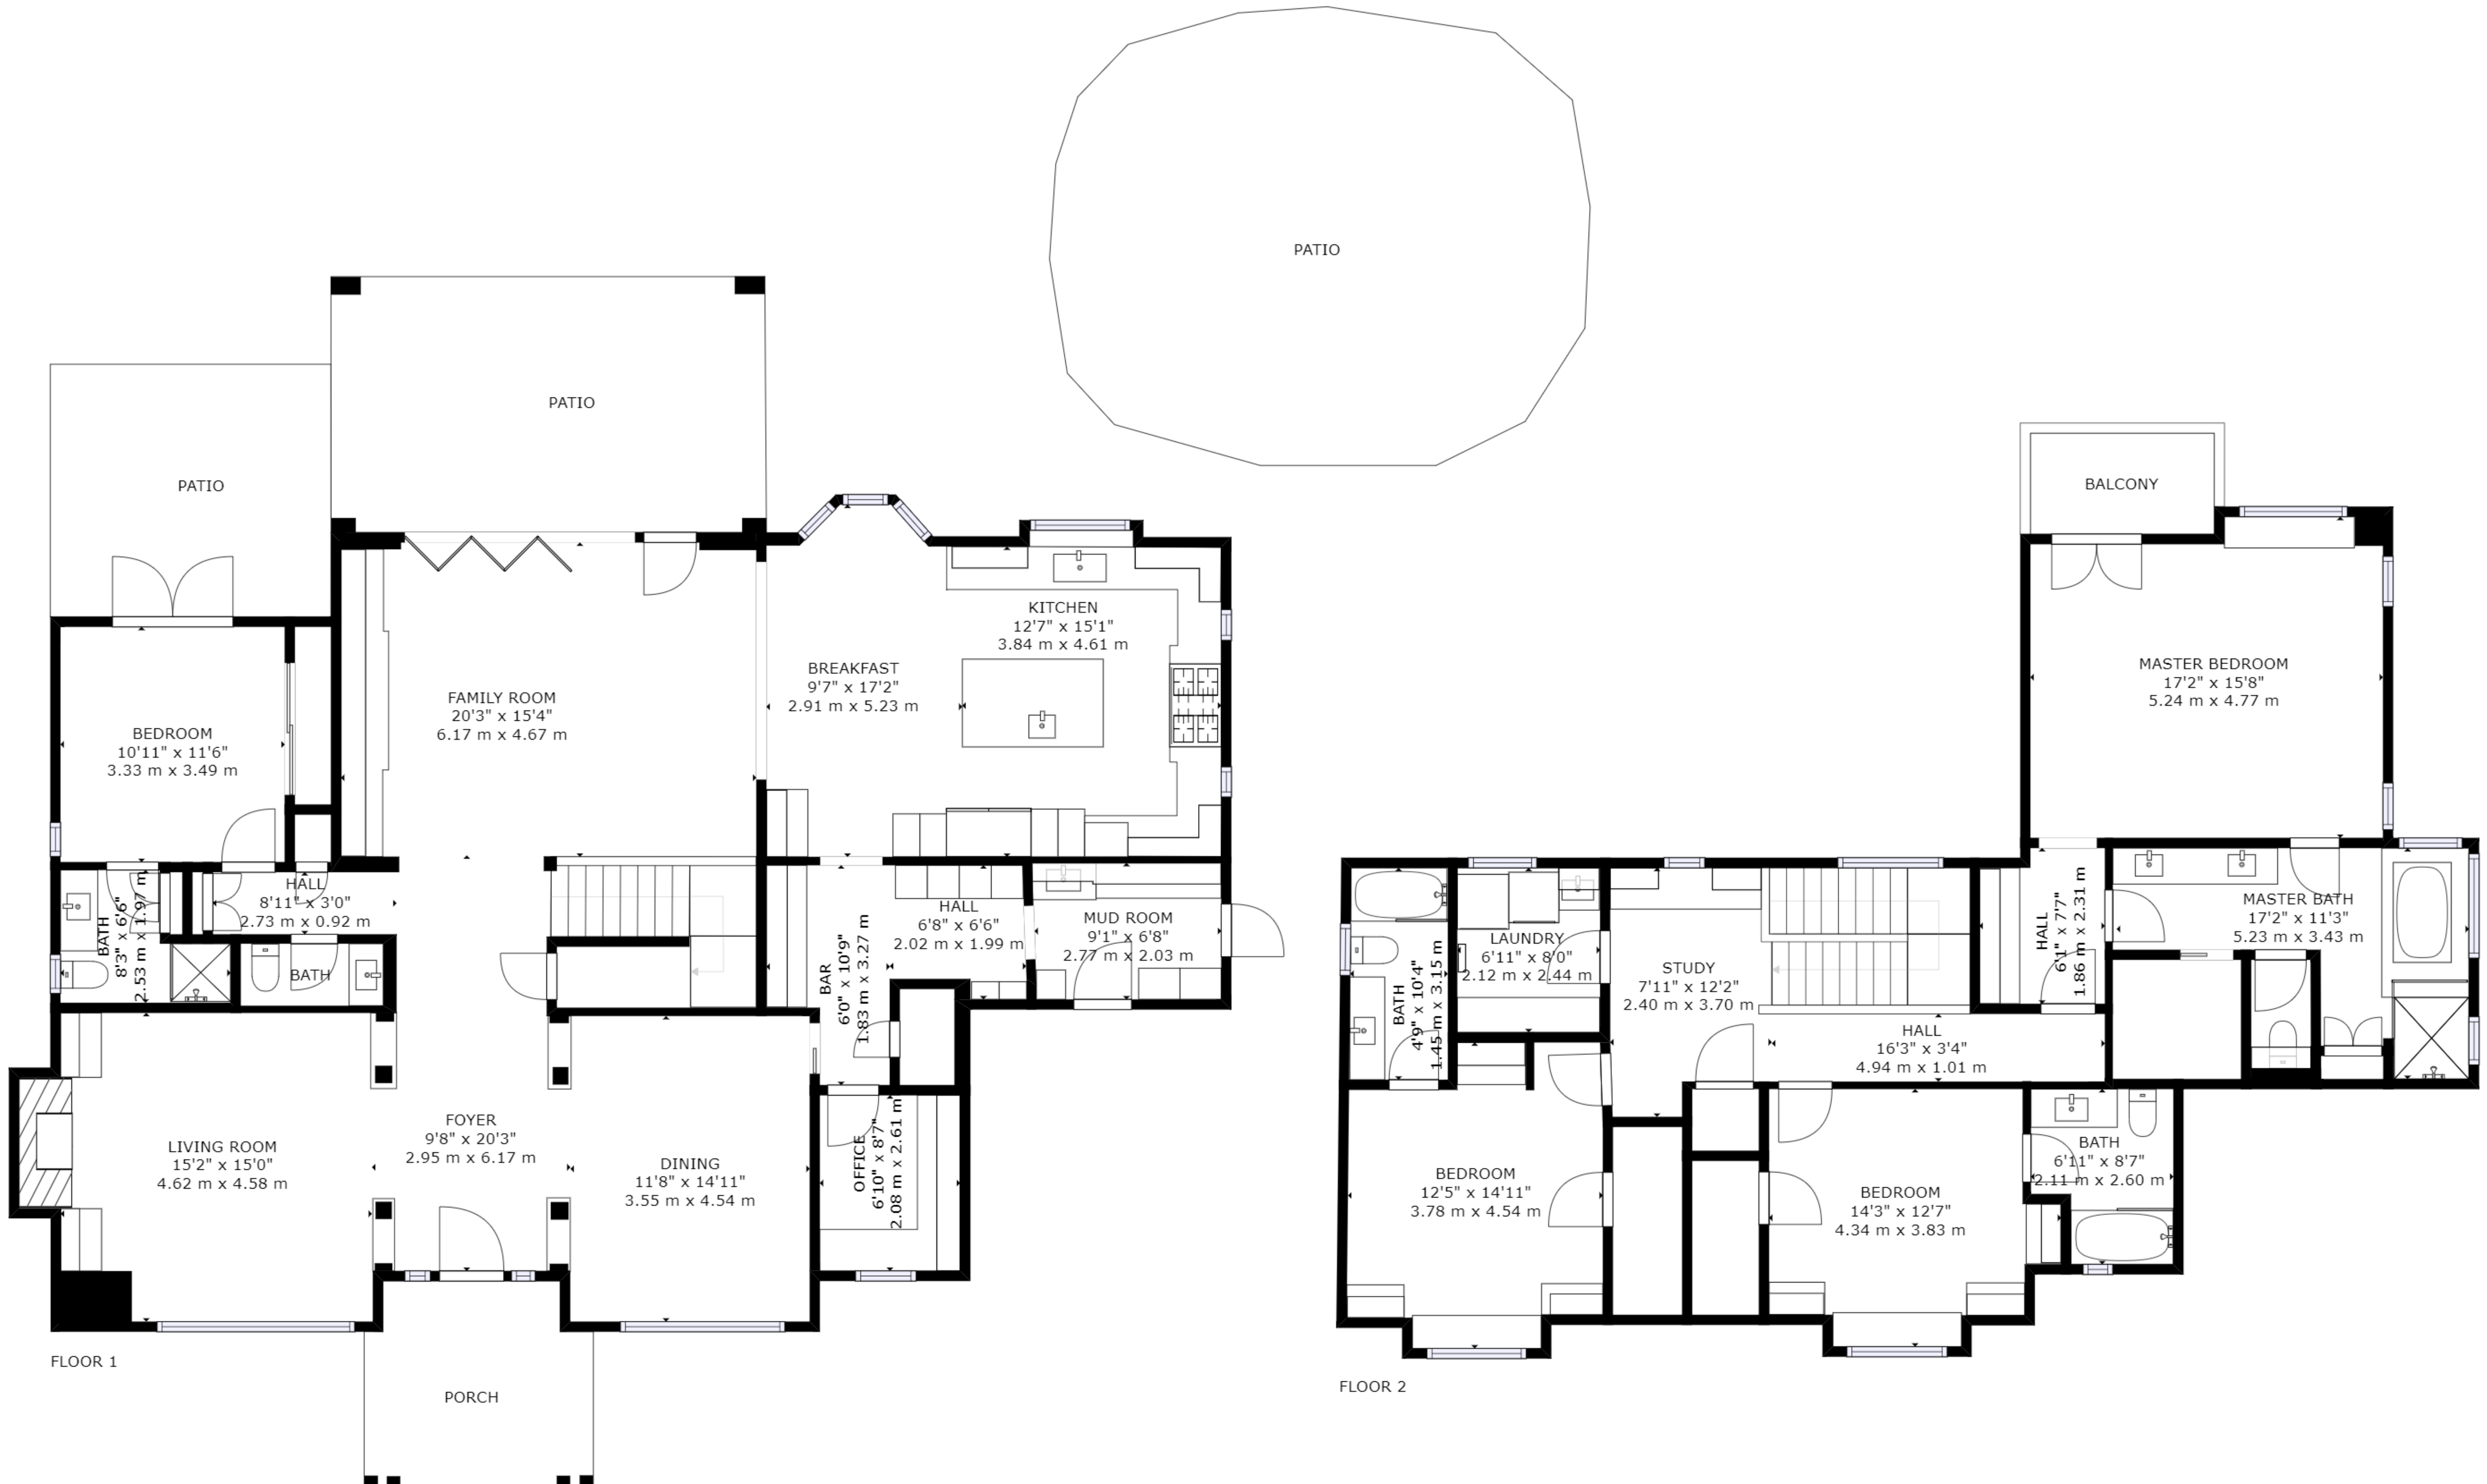 PATIO
PATIO
PATIO
BEDROOM
10'11" x 11'6"
3.33 m x 3.49 m
FAMILY ROOM
20'3" x 15'4"
6.17 m x 4.67 m
BREAKFAST
9'7" x 17'2"
2.91 m x 5.23 m
KITCHEN
12'7" x 15'1"
3.84 m x 4.61 m
BATH
8'3" x 6'6"
2.53 m x 1.97 m
HALL
8'11" x 3'0"
2.73 m x 0.92 m
BATH
BAR
6'0" x 10'9"
1.83 m x 3.27 m
HALL
6'8" x 6'6"
2.02 m x 1.99 m
MUD ROOM
9'1" x 6'8"
2.77 m x 2.03 m
LIVING ROOM
15'2" x 15'0"
4.62 m x 4.58 m
FOYER
9'8" x 20'3"
2.95 m x 6.17 m
DINING
11'8" x 14'11"
3.55 m x 4.54 m
OFFICE
6'10" x 8'7"
2.08 m x 2.61 m
FLOOR 1
PORCH
BALCONY
MASTER BEDROOM
17'2" x 15'8"
5.24 m x 4.77 m
BATH
4'9" x 10'4"
1.45 m x 3.15 m
LAUNDRY
6'11" x 8'0"
2.12 m x 2.44 m
STUDY
7'11" x 12'2"
2.40 m x 3.70 m
HALL
6'1" x 7'7"
1.86 m x 2.31 m
MASTER BATH
17'2" x 11'3"
5.23 m x 3.43 m
HALL
16'3" x 3'4"
4.94 m x 1.01 m
BEDROOM
12'5" x 14'11"
3.78 m x 4.54 m
BEDROOM
14'3" x 12'7"
4.34 m x 3.83 m
BATH
6'11" x 8'7"
2.11 m x 2.60 m
FLOOR 2